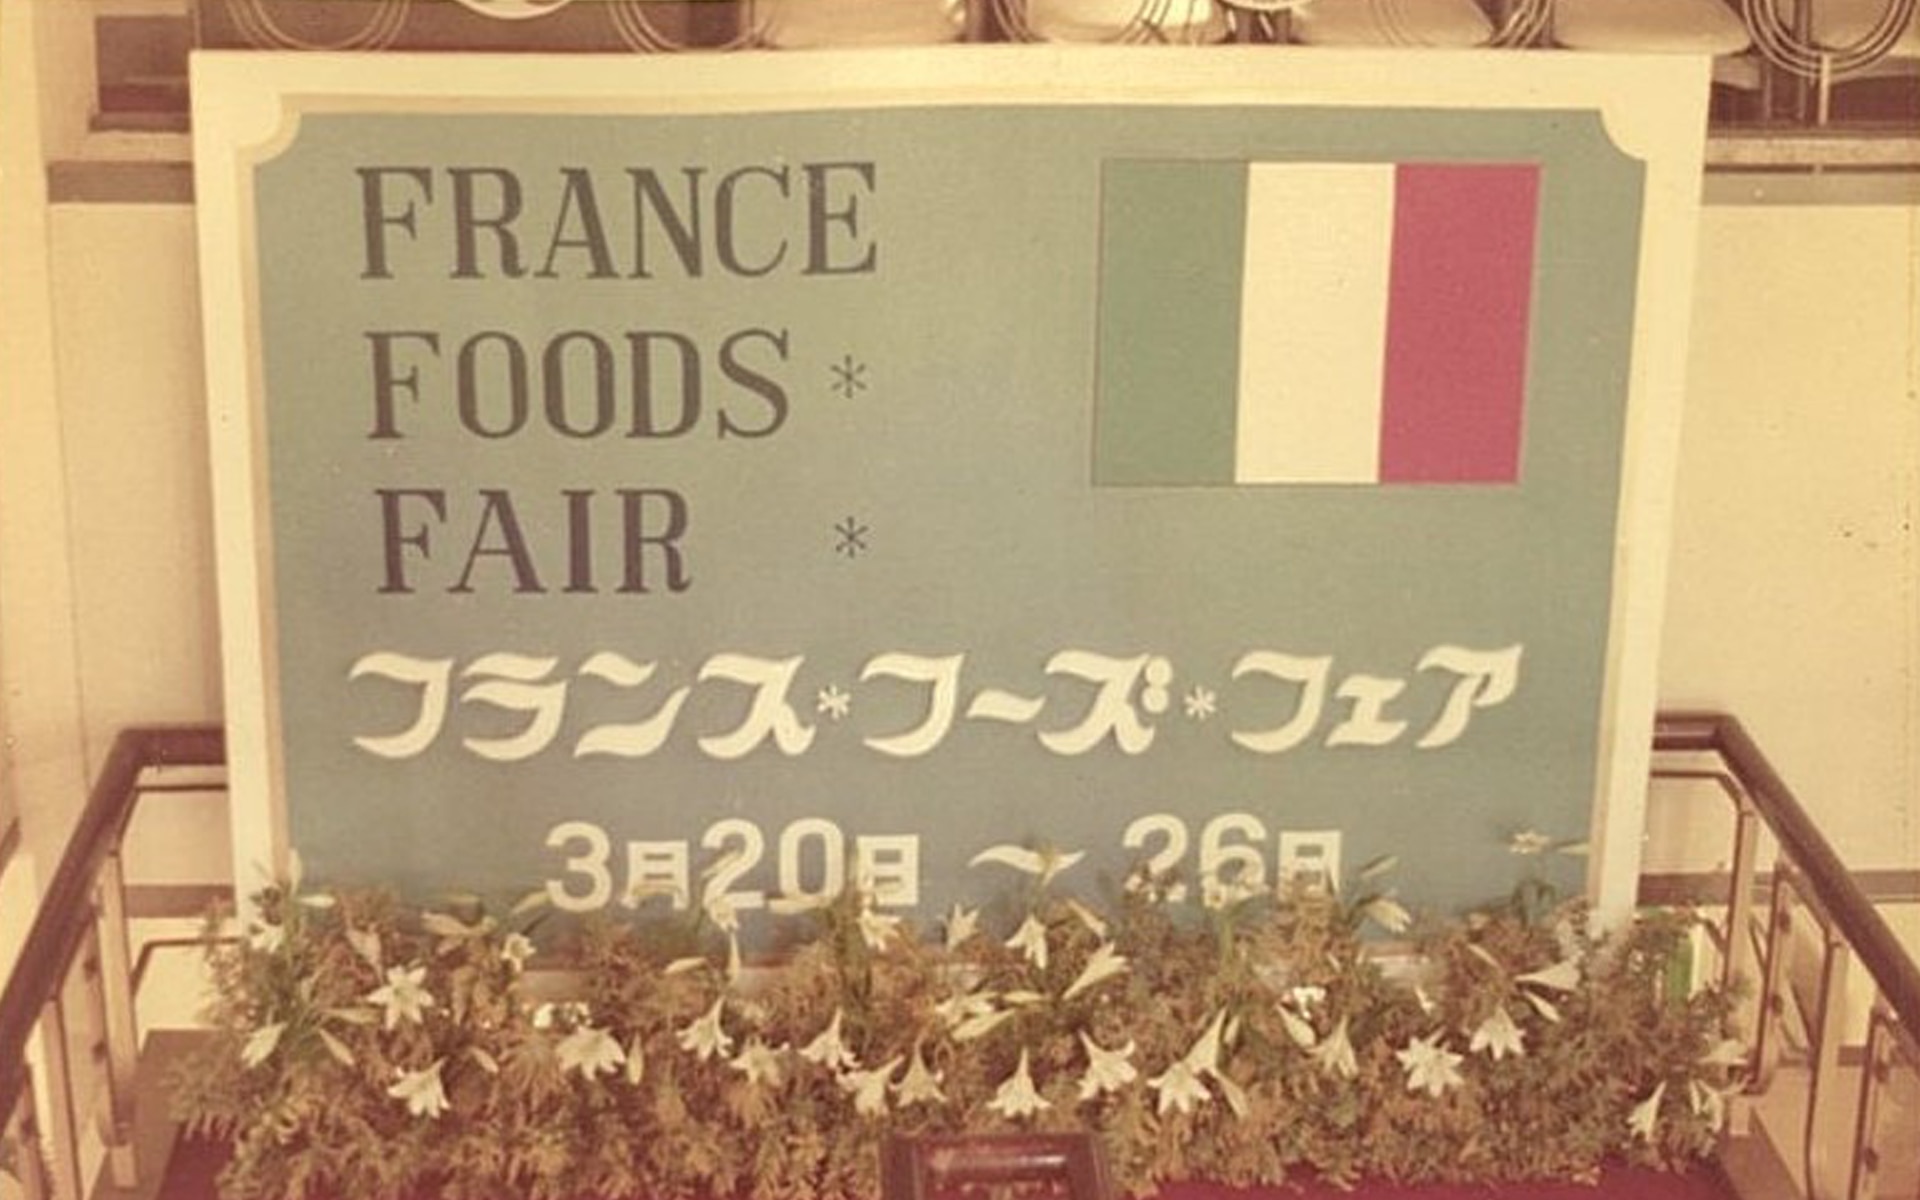 FRANCE
FOODS *
FAIR *
フランス*フーズ*フェア
3月20日 〜 26日